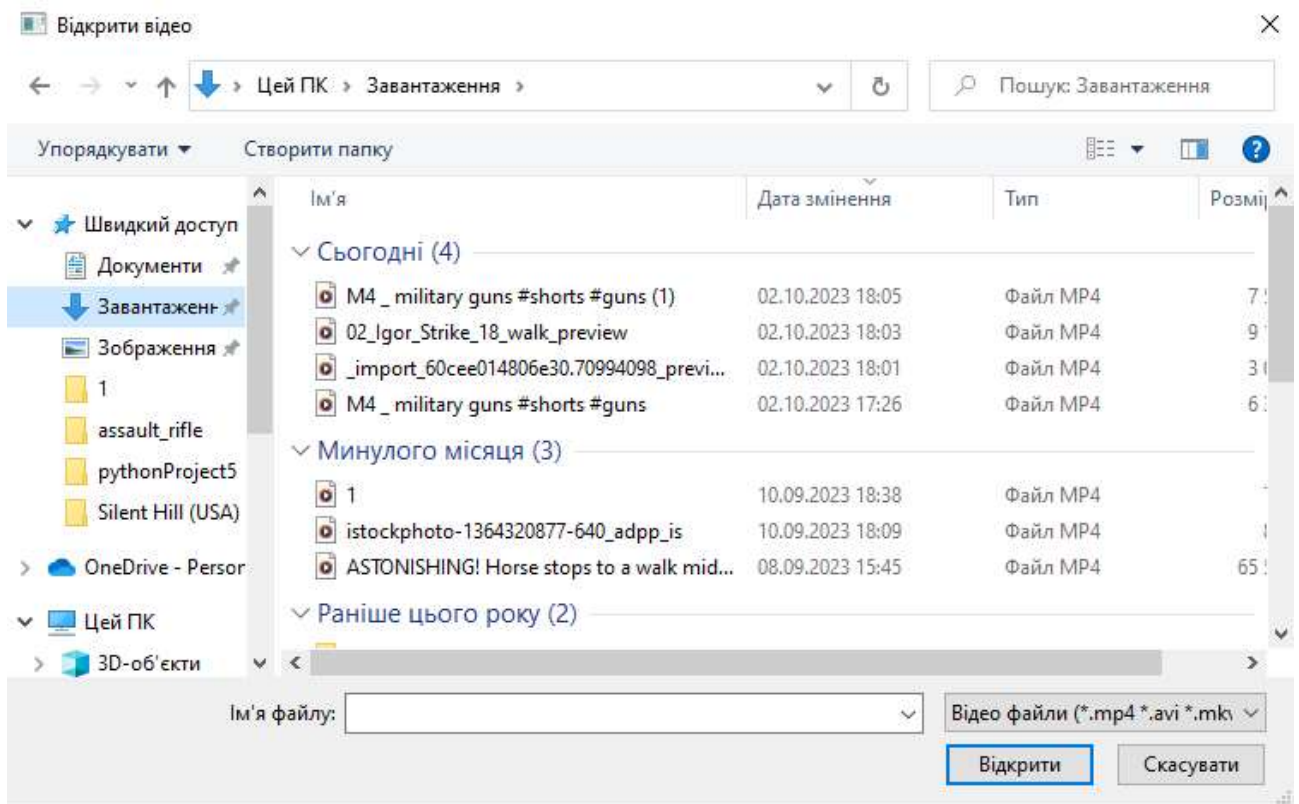 Відкрити відео
Цей ПК › Завантаження ›
Пошук: Завантаження
Упорядкувати
Створити папку
Ім'я
Дата змінення
Тип
Швидкий доступ
Документи
Зображення
1
assault_rifle
pythonProject5
Silent Hill (USA)
OneDrive - Person
Цей ПК
3D-об'єкти
Сьогодні (4)
M4 _ military guns #shorts #guns (1) 02.10.2023 18:05 Файл MP4
02_Igor_Strike_18_walk_preview 02.10.2023 18:03 Файл MP4
_import_60cee014806e30.70994098_previ... 02.10.2023 18:01 Файл MP4
M4 _ military guns #shorts #guns 02.10.2023 17:26 Файл MP4
Минулого місяця (3)
1 10.09.2023 18:38 Файл MP4
istockphoto-1364320877-640_adpp_is 10.09.2023 18:09 Файл MP4
ASTONISHING! Horse stops to a walk mid... 08.09.2023 15:45 Файл MP4 65
Раніше цього року (2)
Ім'я файлу:
Відео файли (*.mp4 *.avi *.mk
Відкрити
Скасувати